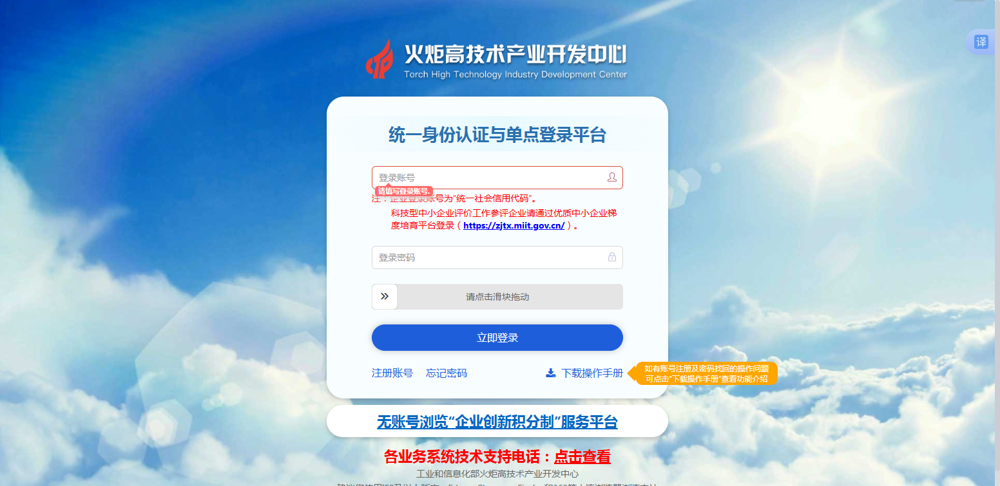 译
火炬高技术产业开发中心
Torch High Technology Industry Development Center
统一身份认证与单点登录平台
登录账号
请填写登录账号.
注：企业登录账号为“统一社会信用代码”。
科技型中小企业评价工作参评企业请通过优质中小企业梯
度培育平台登录（https://zjtx.miit.gov.cn/）。
登录密码
请点击滑块拖动
立即登录
注册账号 忘记密码 下载操作手册
如有账号注册及密码找回的操作问题
可点击“下载操作手册”查看功能介绍
无账号浏览“企业创新积分制”服务平台
各业务系统技术支持电话：点击查看
工业和信息化部火炬高技术产业开发中心